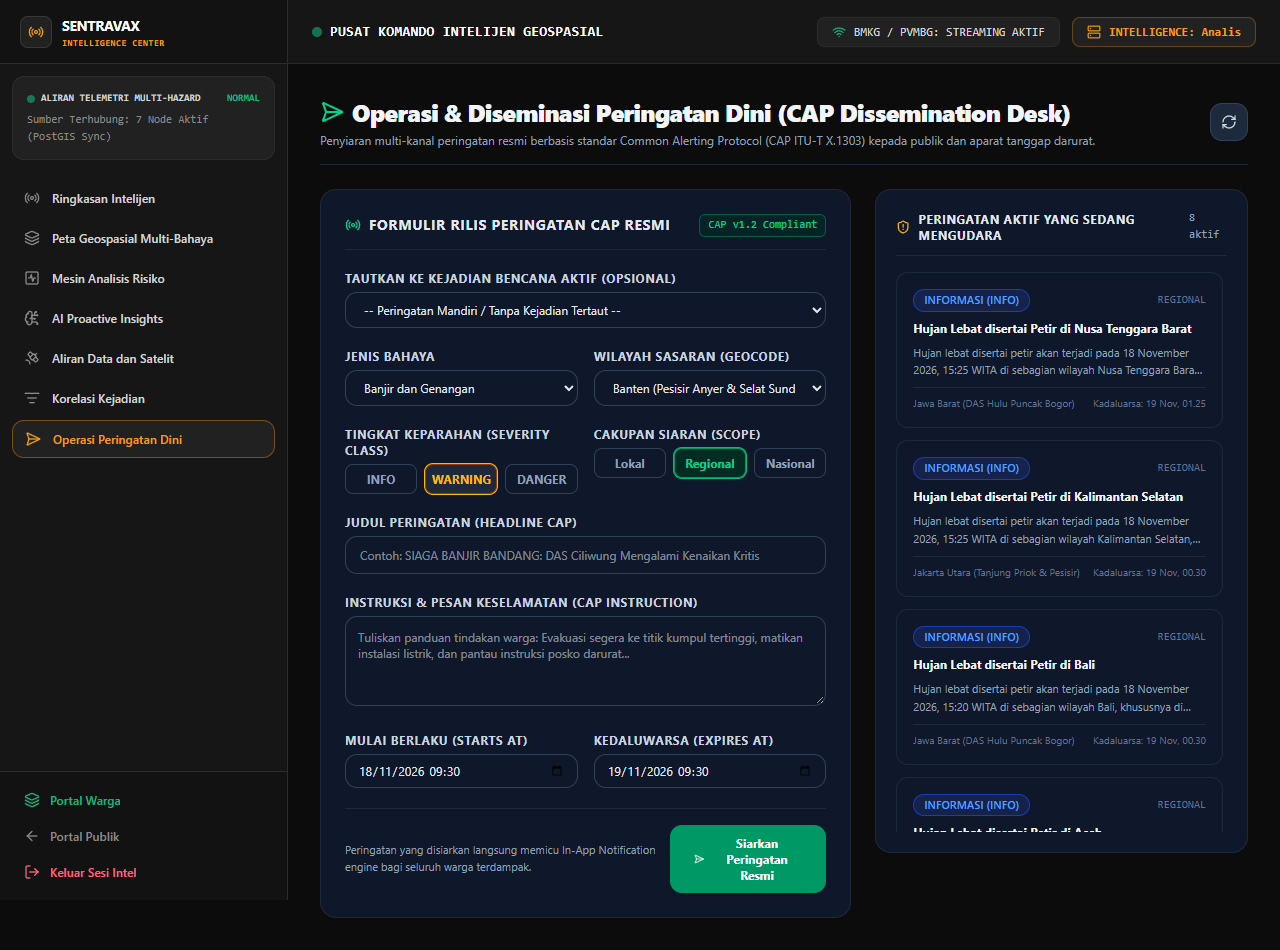 SENTRAVAX
INTELLIGENCE CENTER
ALIRAN TELEMETRI MULTI-HAZARD
NORMAL
Sumber Terhubung: 7 Node Aktif
(PostGIS Sync)
Ringkasan Intelijen
Peta Geospasial Multi-Bahaya
Mesin Analisis Risiko
AI Proactive Insights
Aliran Data dan Satelit
Korelasi Kejadian
Operasi Peringatan Dini
Portal Warga
Portal Publik
Keluar Sesi Intel
PUSAT KOMANDO INTELIJEN GEOSPASIAL
BMKG / PVMBG: STREAMING AKTIF
INTELLIGENCE: Analis
Operasi & Diseminasi Peringatan Dini (CAP Dissemination Desk)
Penyiaran multi-kanal peringatan resmi berbasis standar Common Alerting Protocol (CAP ITU-T X.1303) kepada publik dan aparat tanggap darurat.
FORMULIR RILIS PERINGATAN CAP RESMI
CAP v1.2 Compliant
TAUTKAN KE KEJADIAN BENCANA AKTIF (OPSIONAL)
-- Peringatan Mandiri / Tanpa Kejadian Tertaut --
JENIS BAHAYA
Banjir dan Genangan
WILAYAH SASARAN (GEOCODE)
Banten (Pesisir Anyer & Selat Sund
TINGKAT KEPARAHAN (SEVERITY
CLASS)
INFO
WARNING
DANGER
CAKUPAN SIARAN (SCOPE)
Lokal
Regional
Nasional
JUDUL PERINGATAN (HEADLINE CAP)
Contoh: SIAGA BANJIR BANDANG: DAS Ciliwung Mengalami Kenaikan Kritis
INSTRUKSI & PESAN KESELAMATAN (CAP INSTRUCTION)
Tuliskan panduan tindakan warga: Evakuasi segera ke titik kumpul tertinggi, matikan
instalasi listrik, dan pantau instruksi posko darurat...
MULAI BERLAKU (STARTS AT)
18/11/2026 09:30
KEDALUWARSA (EXPIRES AT)
19/11/2026 09:30
Peringatan yang disiarkan langsung memicu In-App Notification
engine bagi seluruh warga terdampak.
Siarkan
Peringatan
Resmi
PERINGATAN AKTIF YANG SEDANG
MENGUDARA
8
aktif
INFORMASI (INFO)
REGIONAL
Hujan Lebat disertai Petir di Nusa Tenggara Barat
Hujan lebat disertai petir akan terjadi pada 18 November
2026, 15:25 WITA di sebagian wilayah Nusa Tenggara Bara...
Jawa Barat (DAS Hulu Puncak Bogor)
Kadaluarsa: 19 Nov, 01.25
INFORMASI (INFO)
REGIONAL
Hujan Lebat disertai Petir di Kalimantan Selatan
Hujan lebat disertai petir akan terjadi pada 18 November
2026, 15:25 WITA di sebagian wilayah Kalimantan Selatan,...
Jakarta Utara (Tanjung Priok & Pesisir)
Kadaluarsa: 19 Nov, 00.30
INFORMASI (INFO)
REGIONAL
Hujan Lebat disertai Petir di Bali
Hujan lebat disertai petir akan terjadi pada 18 November
2026, 15:20 WITA di sebagian wilayah Bali, khususnya di...
Jawa Barat (DAS Hulu Puncak Bogor)
Kadaluarsa: 19 Nov, 00.30
INFORMASI (INFO)
REGIONAL
Hujan Lebat disertai Petir di Aceh